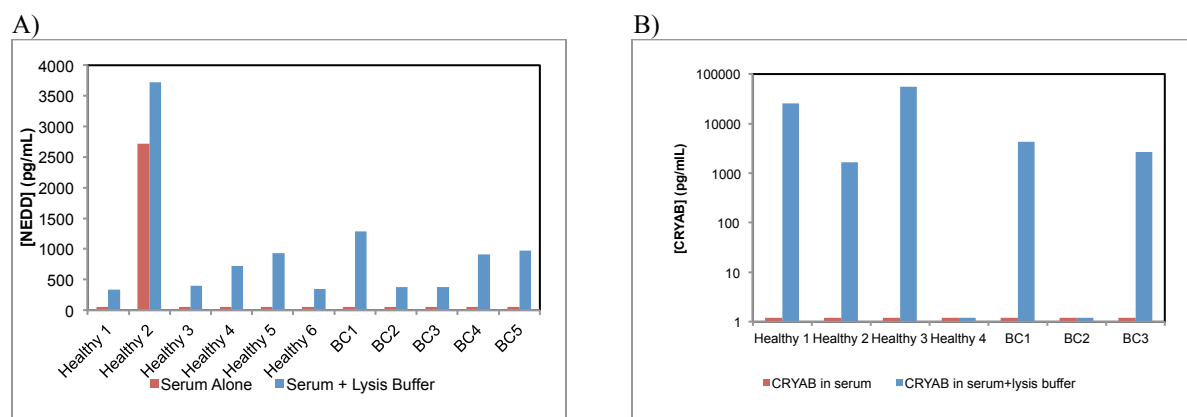 A)
[NEDD] (pg/mL)
4000
3500
3000
2500
2000
1500
1000
500
0
Healthy 1
Healthy 2
Healthy 3
Healthy 4
Healthy 5
Healthy 6
BC1
BC2
BC3
BC4
BC5
Serum Alone
Serum + Lysis Buffer
B)
[CRYAB] (pg/mlL)
100000
10000
1000
100
10
1
Healthy 1 Healthy 2 Healthy 3 Healthy 4 BC1 BC2 BC3
CRYAB in serum
CRYAB in serum+lysis buffer